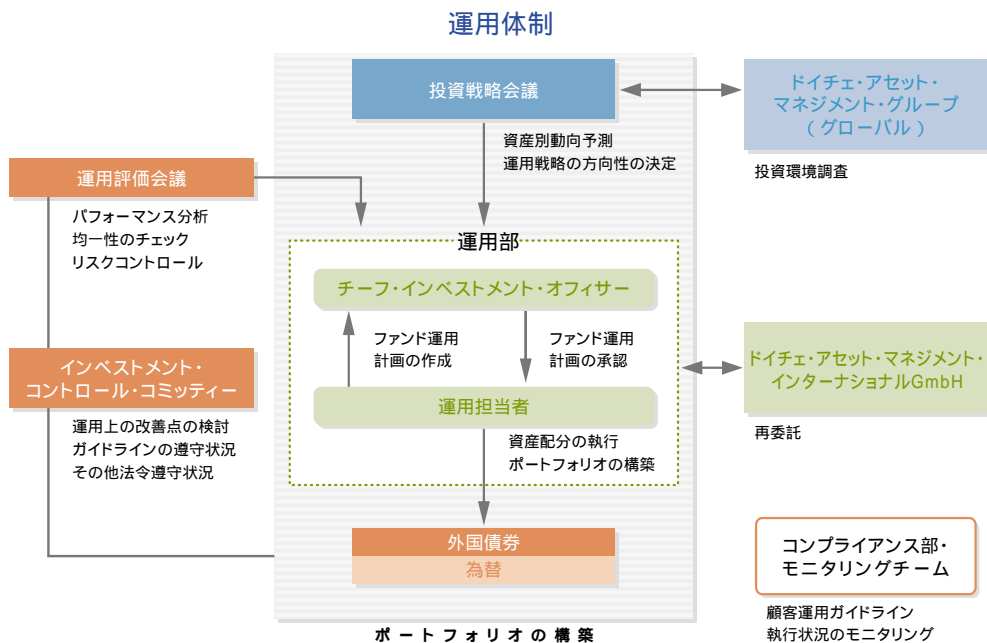 運用体制
投資戦略会議
ドイチェ・アセット・
マネジメント・グループ
(グローバル)
投資環境調査
資産別動向予測
運用戦略の方向性の決定
運用評価会議
パフォーマンス分析
均一性のチェック
リスクコントロール
運用部
チーフ・インベストメント・オフィサー
ファンド運用
計画の作成
ファンド運用
計画の承認
運用担当者
資産配分の執行
ポートフォリオの構築
インベストメント・
コントロール・コミッティー
運用上の改善点の検討
ガイドラインの遵守状況
その他法令遵守状況
ドイチェ・アセット・マネジメント・
インターナショナルGmbH
再委託
外国債券
為替
ポートフォリオの構築
コンプライアンス部・
モニタリングチーム
顧客運用ガイドライン
執行状況のモニタリング